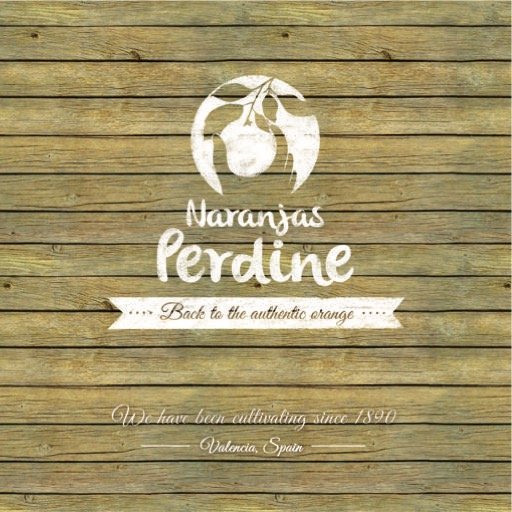 Naranjas
Perdine
Back to the authentic orange
We have been cultivating since 1890
Valencia, Spain